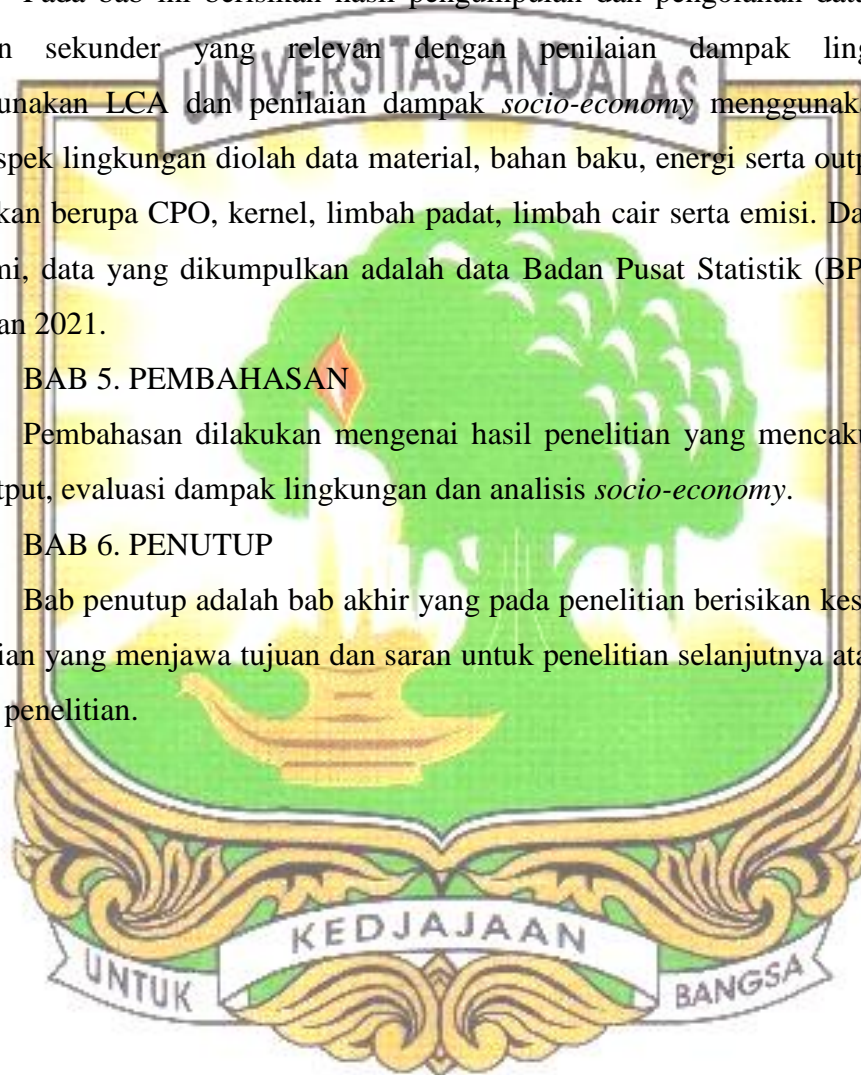 Pada bab ini berisikan hasil pengumpulan dan pengolahan data
n sekunder yang relevan dengan penilaian dampak ling
unakan LCA dan penilaian dampak socio-economy menggunak
spek lingkungan diolah data material, bahan baku, energi serta outp
kan berupa CPO, kernel, limbah padat, limbah cair serta emisi. Da
mi, data yang dikumpulkan adalah data Badan Pusat Statistik (BP
an 2021.
BAB 5. PEMBAHASAN
Pembahasan dilakukan mengenai hasil penelitian yang mencaku
tput, evaluasi dampak lingkungan dan analisis socio-economy.
BAB 6. PENUTUP
Bab penutup adalah bab akhir yang pada penelitian berisikan kes
ian yang menjawa tujuan dan saran untuk penelitian selanjutnya ata
penelitian.
UNIVERSITAS ANDALAS
UNTUK KEDJAJAAN BANGSA